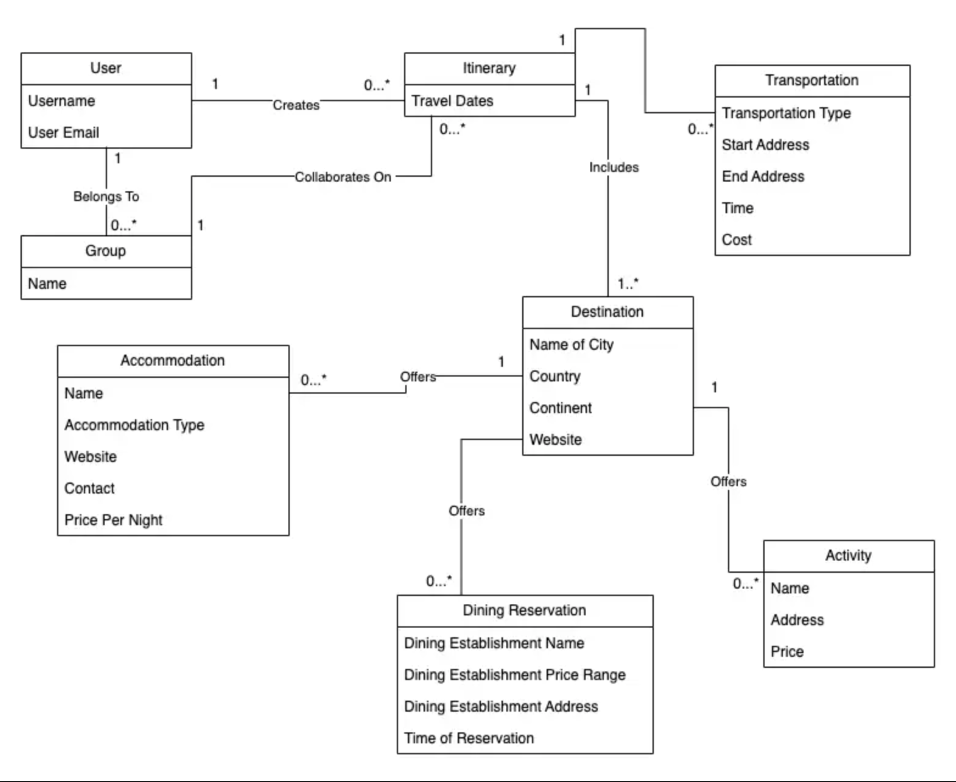 User
Username
User Email
1
Creates
0...*
Itinerary
Travel Dates
1
1
0...*
Transportation
Transportation Type
Start Address
End Address
Time
Cost
0...*
1
Belongs To
0...*
Collaborates On
1
Includes
1..*
Group
Name
Destination
Name of City
Country
Continent
Website
Accommodation
Name
Accommodation Type
Website
Contact
Price Per Night
0...*
Offers
1
1
Offers
0...*
Offers
0...*
Activity
Name
Address
Price
Dining Reservation
Dining Establishment Name
Dining Establishment Price Range
Dining Establishment Address
Time of Reservation